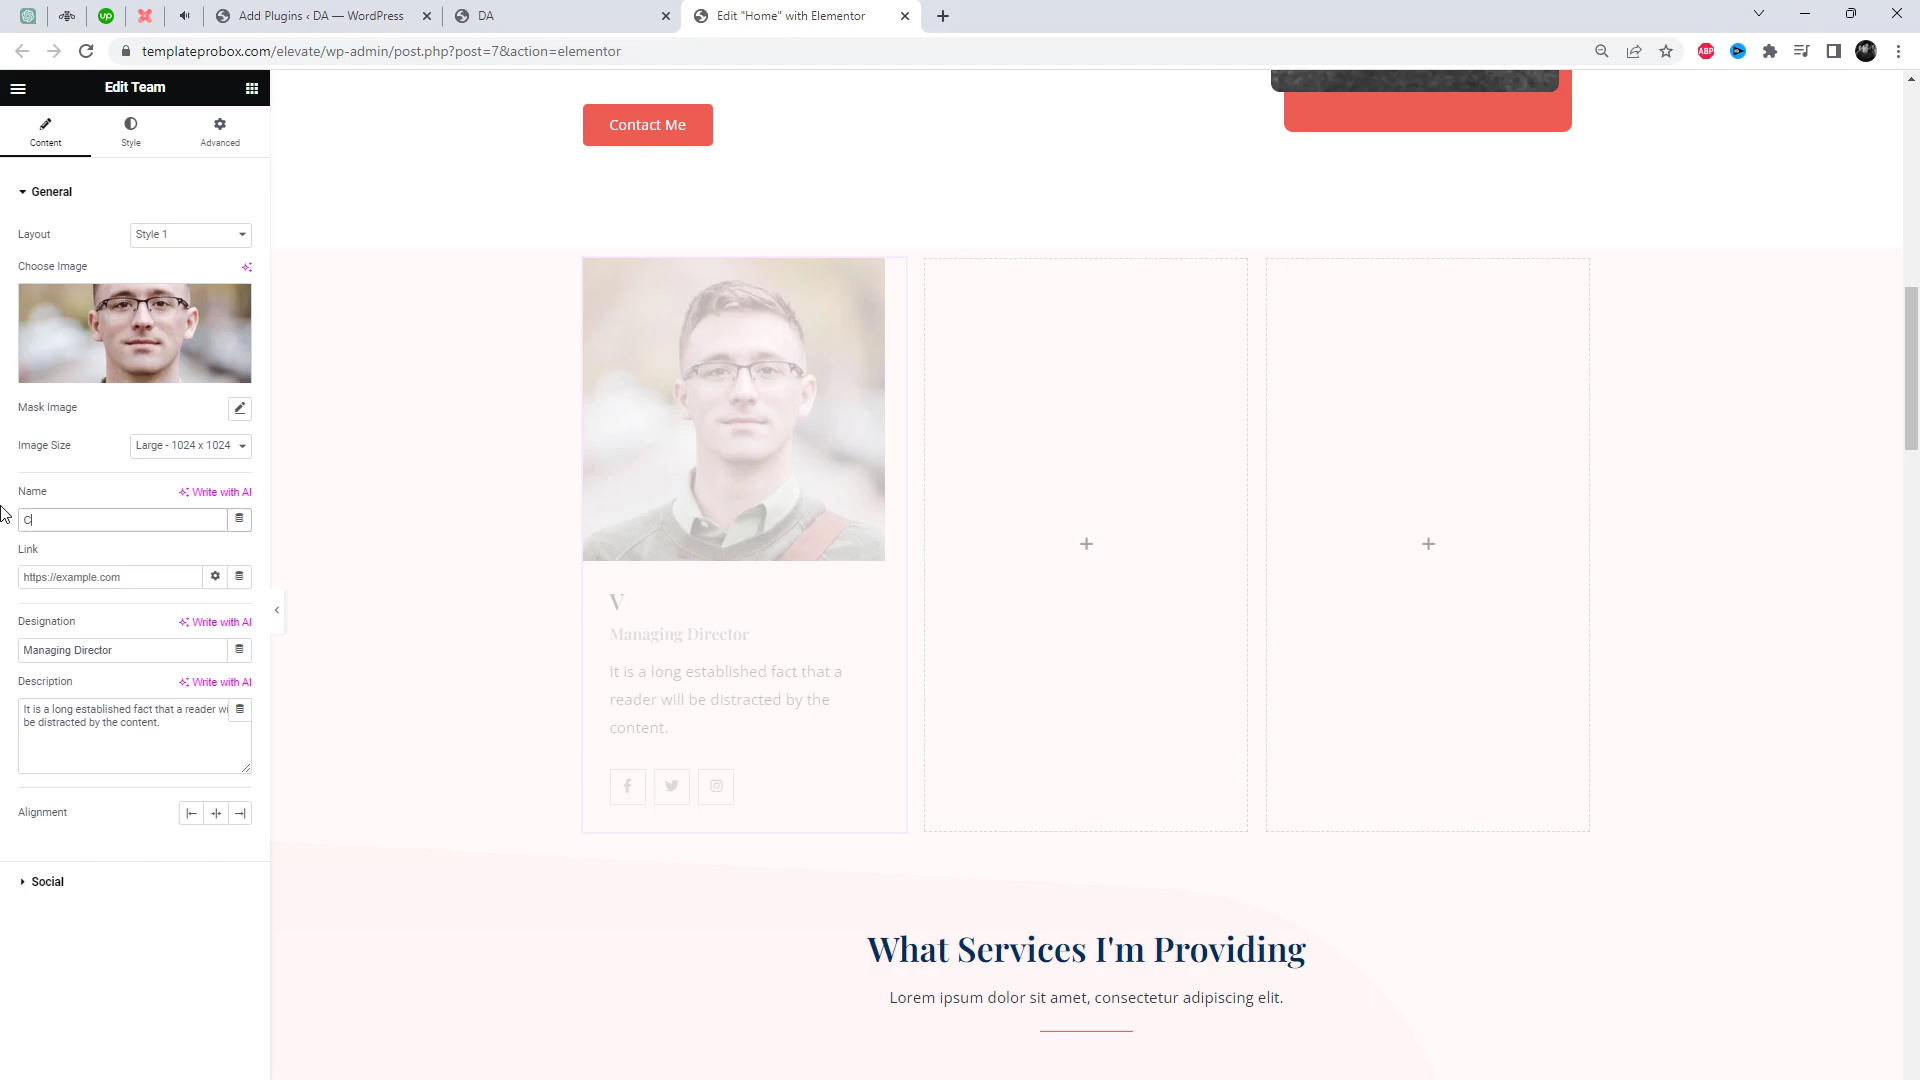 Add Plugins ‹ DA — WordPress
DA
Edit "Home" with Elementor
templateprobox.com/elevate/wp-admin/post.php?post=7&action=elementor
ABP
up
Edit Team
Content
Style
Advanced
General
Layout
Style 1
Choose Image
Mask Image
Image Size
Large - 1024 x 1024
Name
Write with AI
C
Link
https://example.com
Designation
Write with AI
Managing Director
Description
Write with AI
It is a long established fact that a reader wi
be distracted by the content.
Alignment
Social
Contact Me
V
Managing Director
It is a long established fact that a
reader will be distracted by the
content.
What Services I'm Providing
Lorem ipsum dolor sit amet, consectetur adipiscing elit.